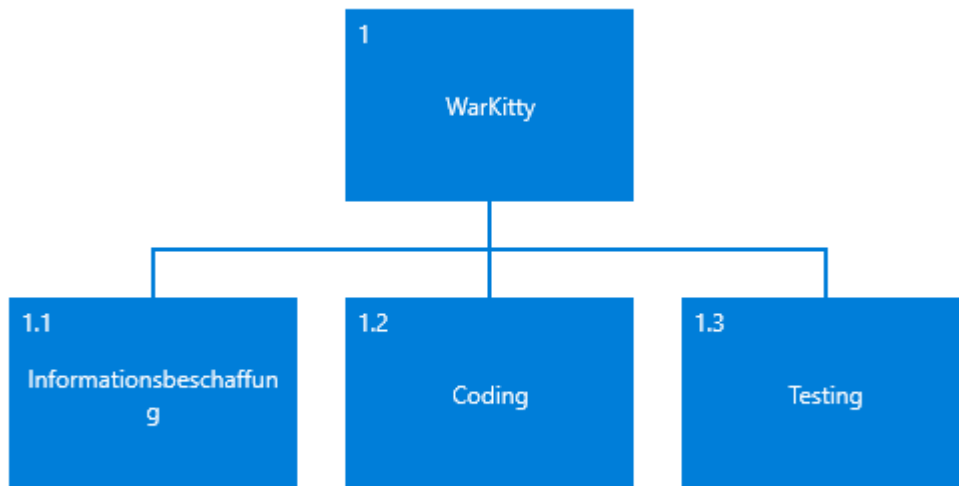 1
WarKitty
1.1
Informationsbeschaffun
g
1.2
Coding
1.3
Testing